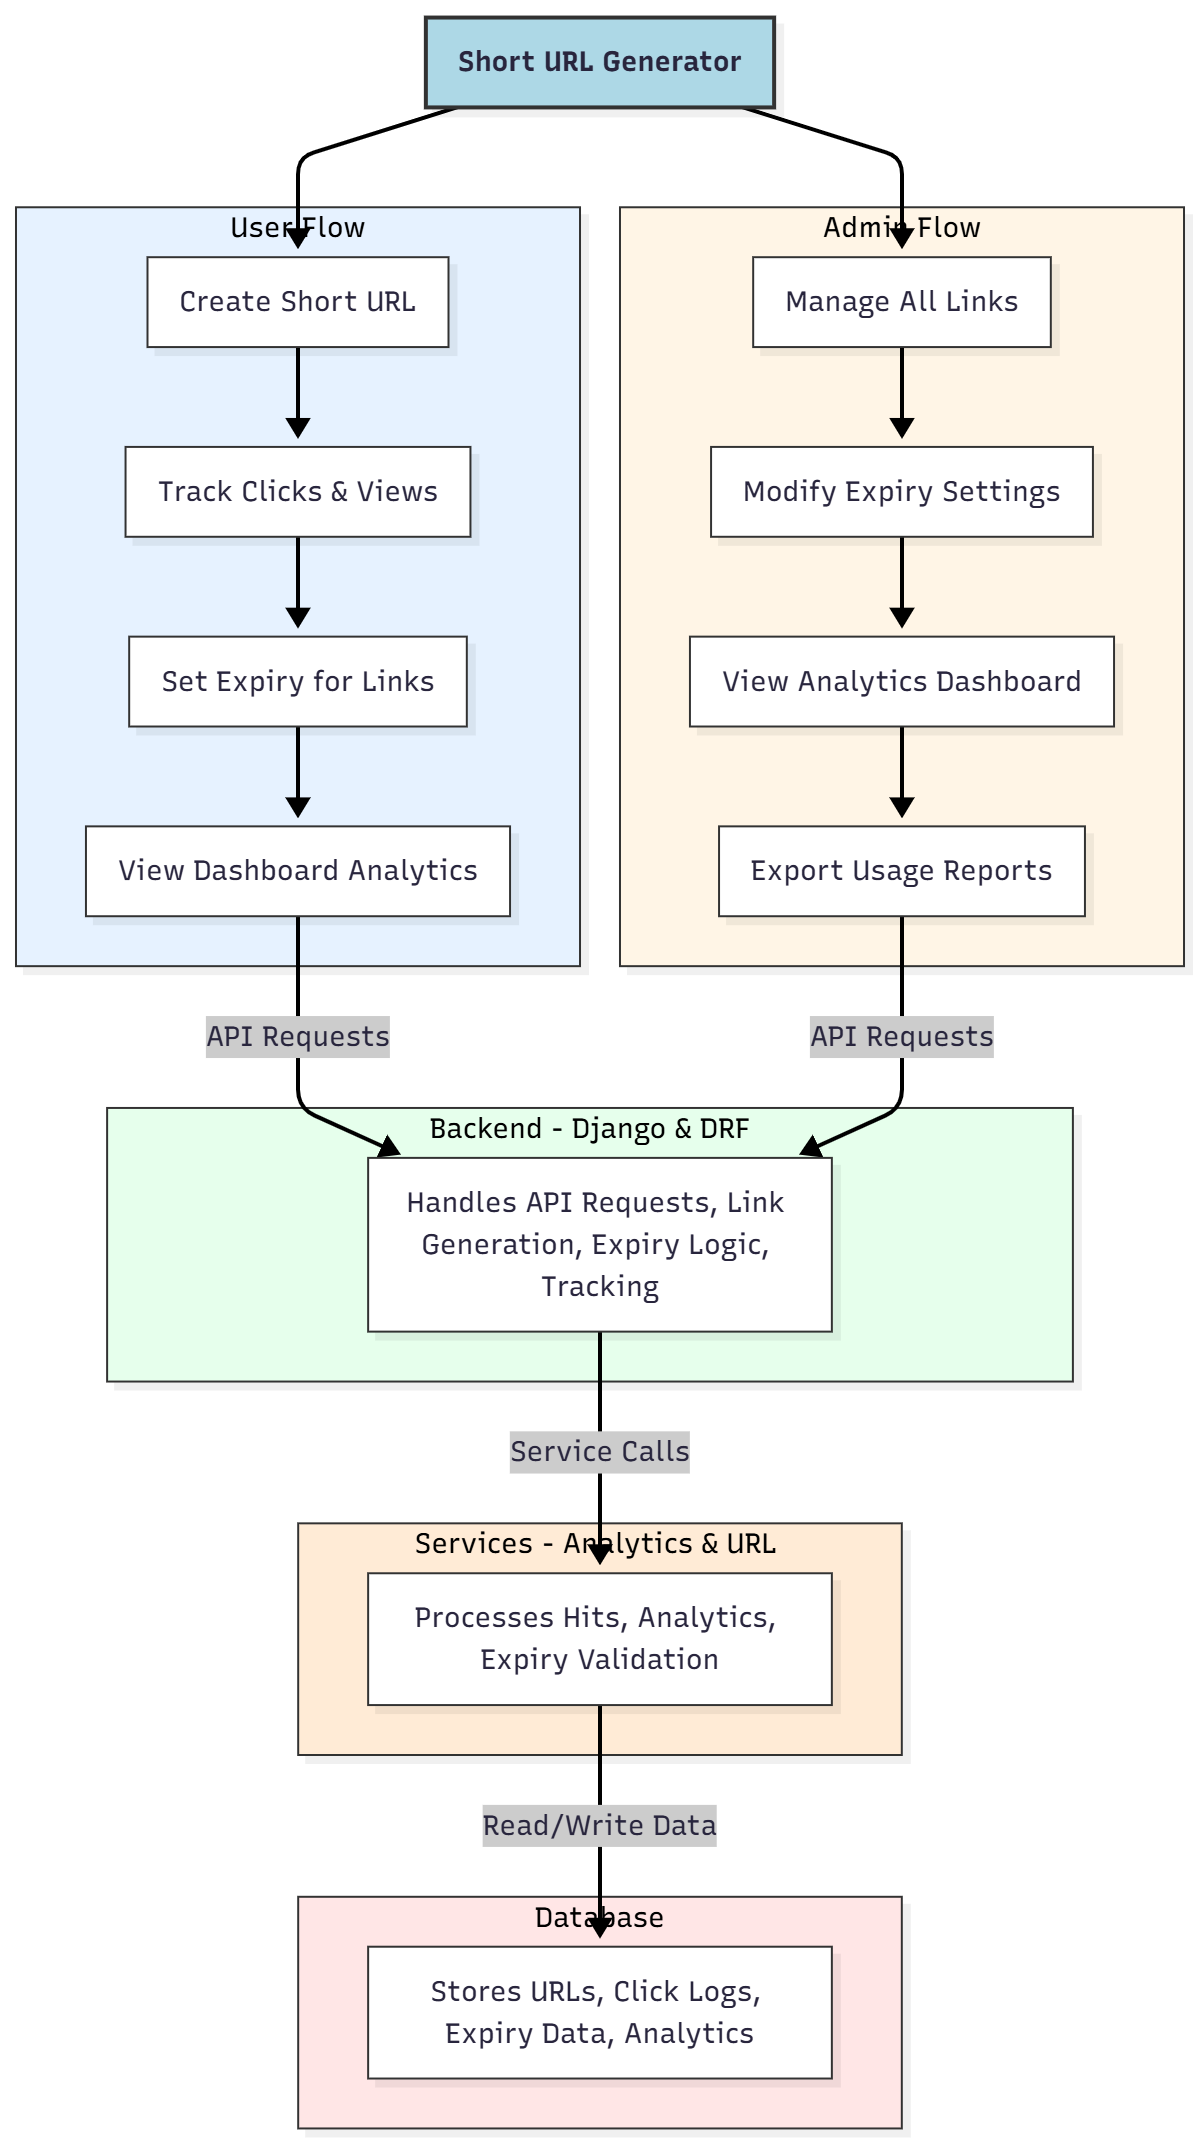 Short URL Generator
User Flow
Create Short URL
Track Clicks & Views
Set Expiry for Links
View Dashboard Analytics
API Requests
Admin Flow
Manage All Links
Modify Expiry Settings
View Analytics Dashboard
Export Usage Reports
API Requests
Backend - Django & DRF
Handles API Requests, Link
Generation, Expiry Logic,
Tracking
Service Calls
Services - Analytics & URL
Processes Hits, Analytics,
Expiry Validation
Read/Write Data
Database
Stores URLs, Click Logs,
Expiry Data, Analytics